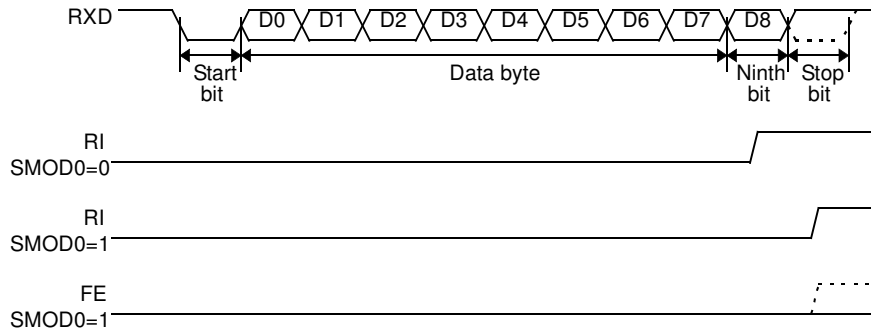 RXD D0 D1 D2 D3 D4 D5 D6 D7 D8
Start bit
Data byte
Ninth bit
Stop bit
RI
SMOD0=0
RI
SMOD0=1
FE
SMOD0=1